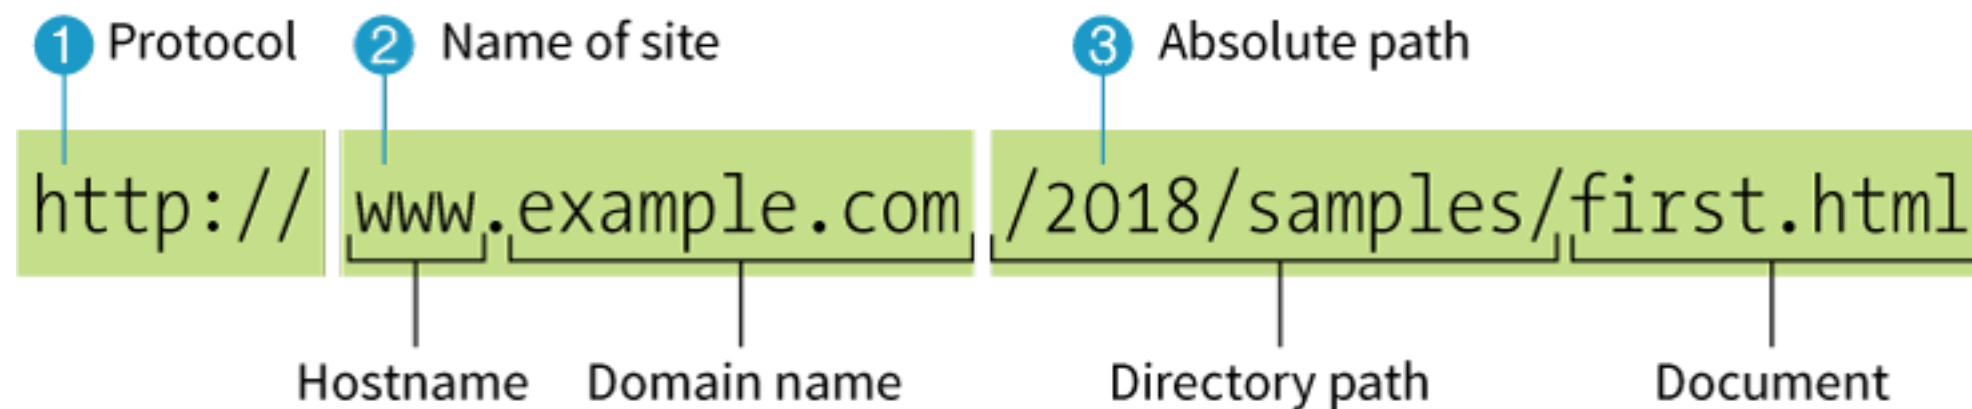 1 Protocol 2 Name of site 3 Absolute path
http:// www.example.com /2018/samples/first.html
Hostname Domain name Directory path Document